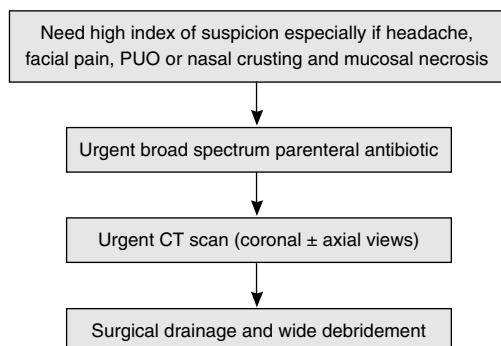 Need high index of suspicion especially if headache,
facial pain, PUO or nasal crusting and mucosal necrosis
Urgent broad spectrum parenteral antibiotic
Urgent CT scan (coronal ± axial views)
Surgical drainage and wide debridement